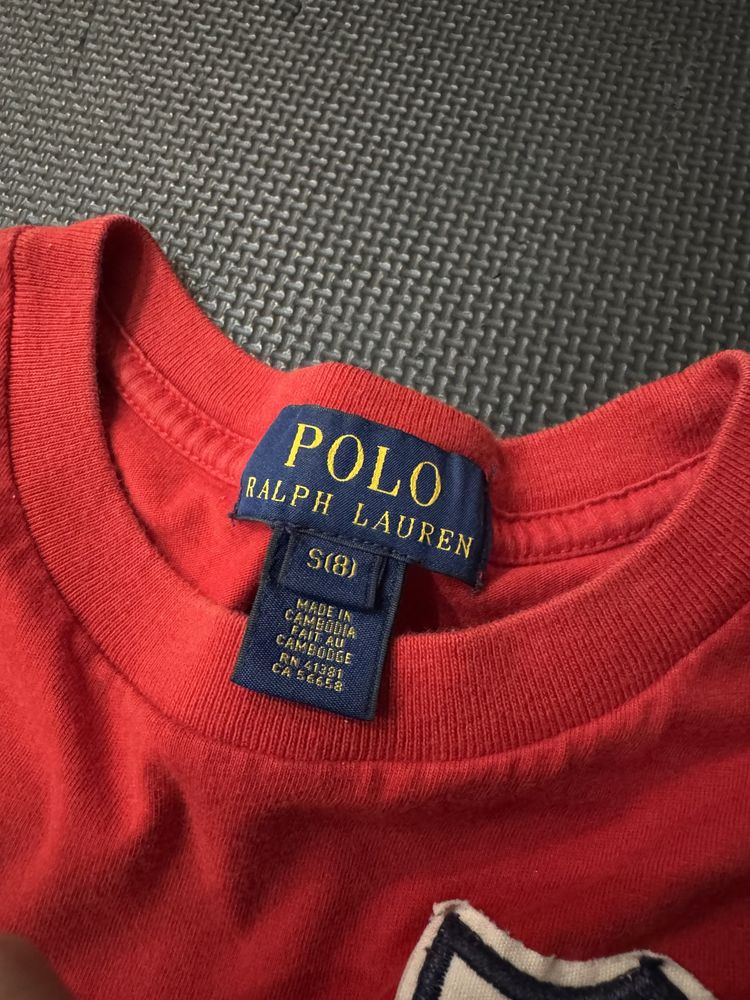 POLO
RALPH LAUREN
S(8)
MADE IN
CAMBODIA
FAIT AU
CAMBODGE
RN 41381
CA 56658